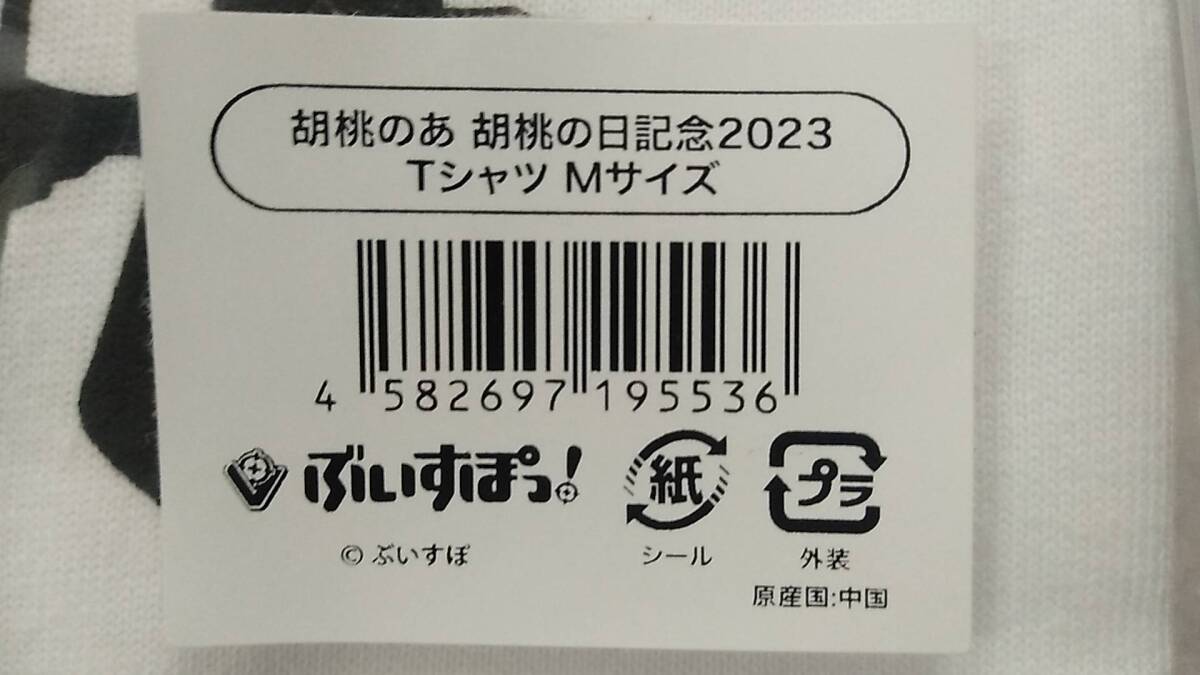 胡桃のあ 胡桃の日記念2023
Tシャツ Mサイズ
4 582697 195536
ぶいすぽっ!
紙
プラ
© ぶいすぽ
シール
外装
原産国:中国